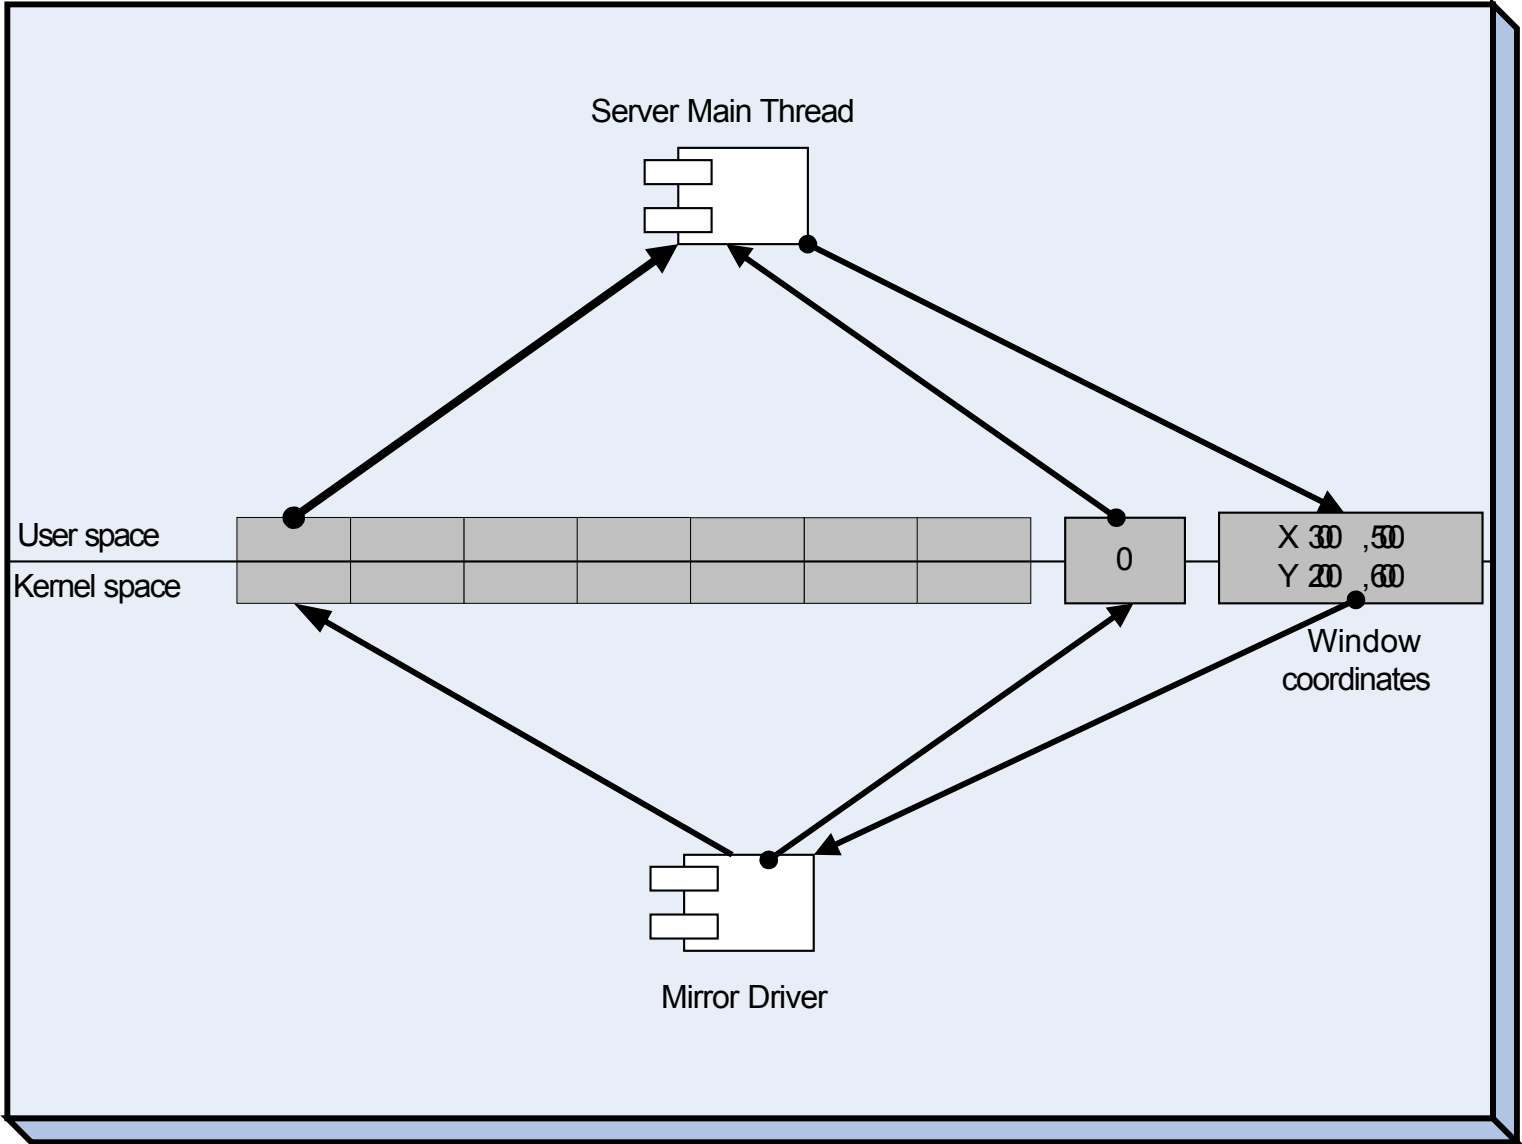 Server Main Thread
User space
Kernel space
0
X 300 ,500
Y 200 ,600
Window
coordinates
Mirror Driver